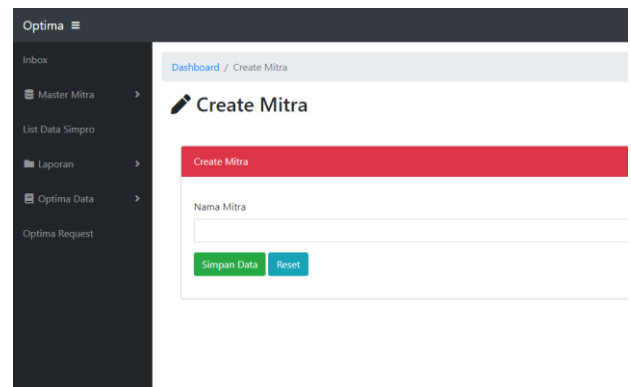 Optima
Inbox
Dashboard / Create Mitra
Master Mitra
Create Mitra
List Data Simpro
Laporan
Create Mitra
Optima Data
Nama Mitra
Optima Request
Simpan Data Reset